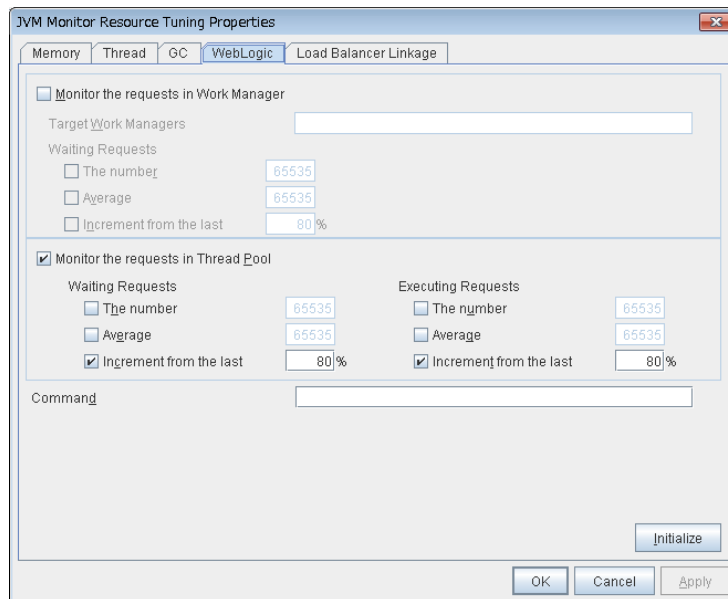 JVM Monitor Resource Tuning Properties
Memory Thread GC WebLogic Load Balancer Linkage
Monitor the requests in Work Manager
Target Work Managers
Waiting Requests
The number 65535
Average 65535
Increment from the last 80 %
Monitor the requests in Thread Pool
Waiting Requests Executing Requests
The number 65535 The number 65535
Average 65535 Average 65535
Increment from the last 80 % Increment from the last 80 %
Command
Initialize
OK Cancel Apply